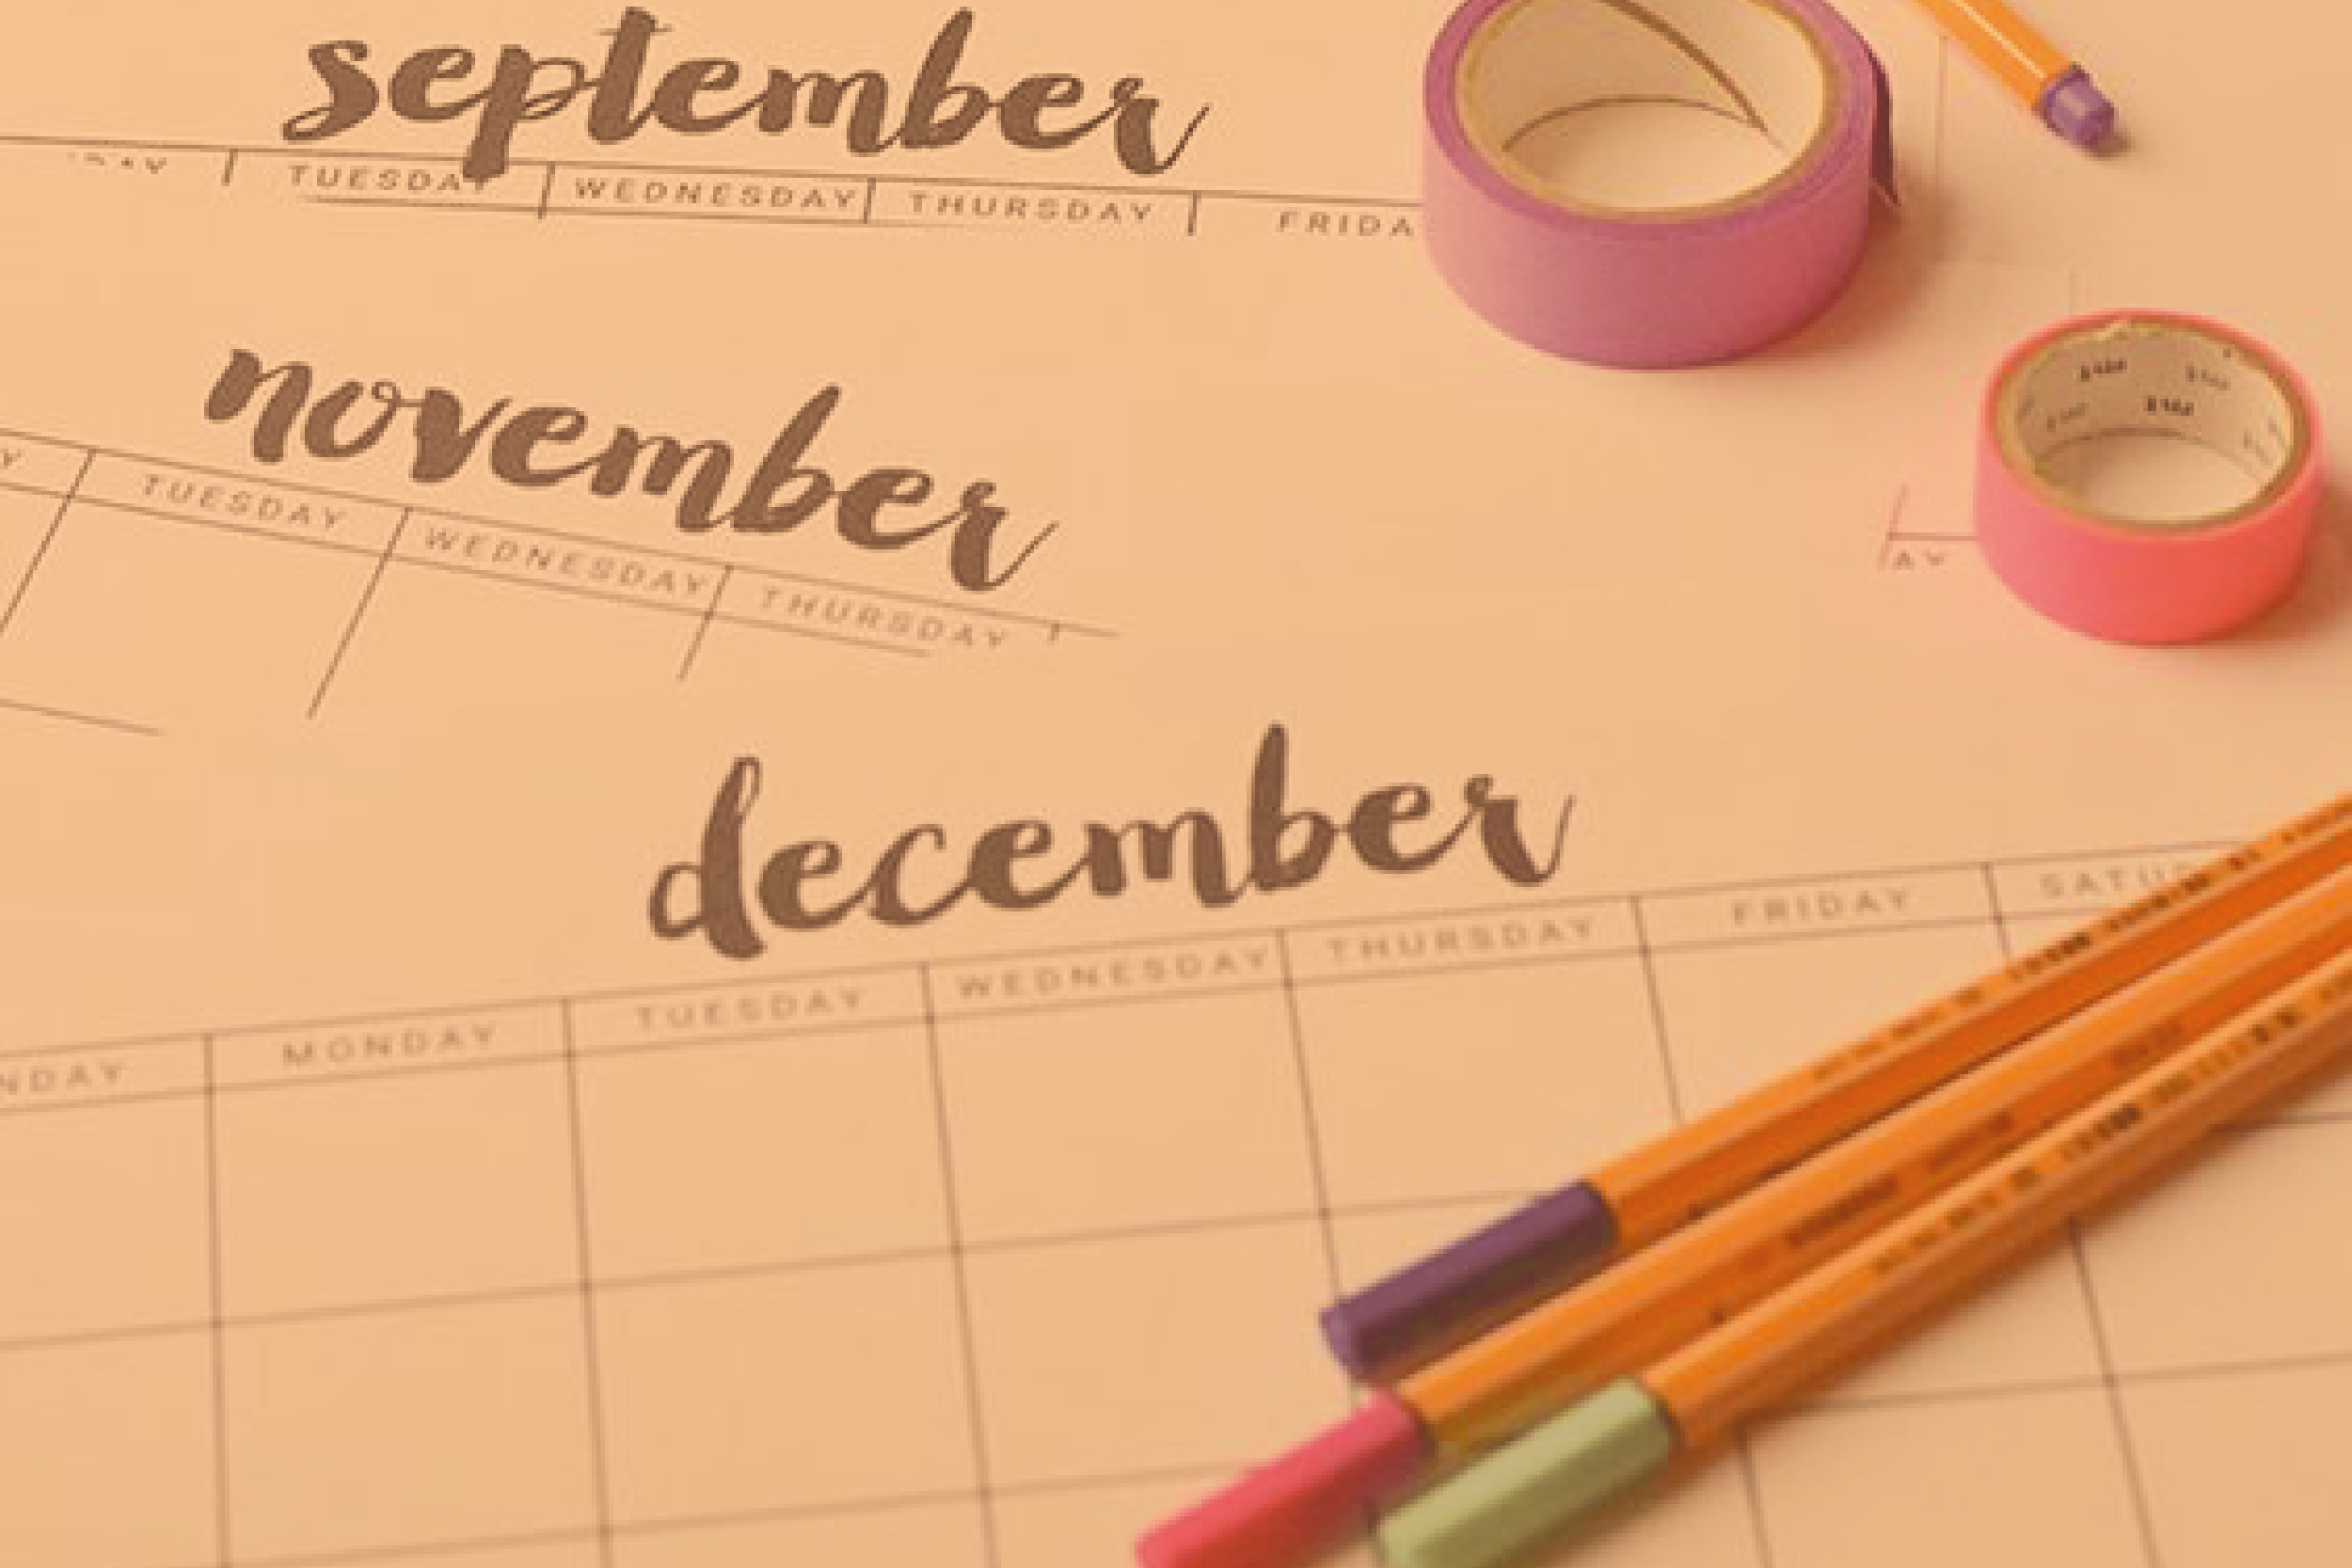 september
TUESDAY WEDNESDAY THURSDAY FRIDA
november
Y TUESDAY WEDNESDAY THURSDAY
AY
december
NDAY MONDAY TUESDAY WEDNESDAY THURSDAY FRIDAY SATU